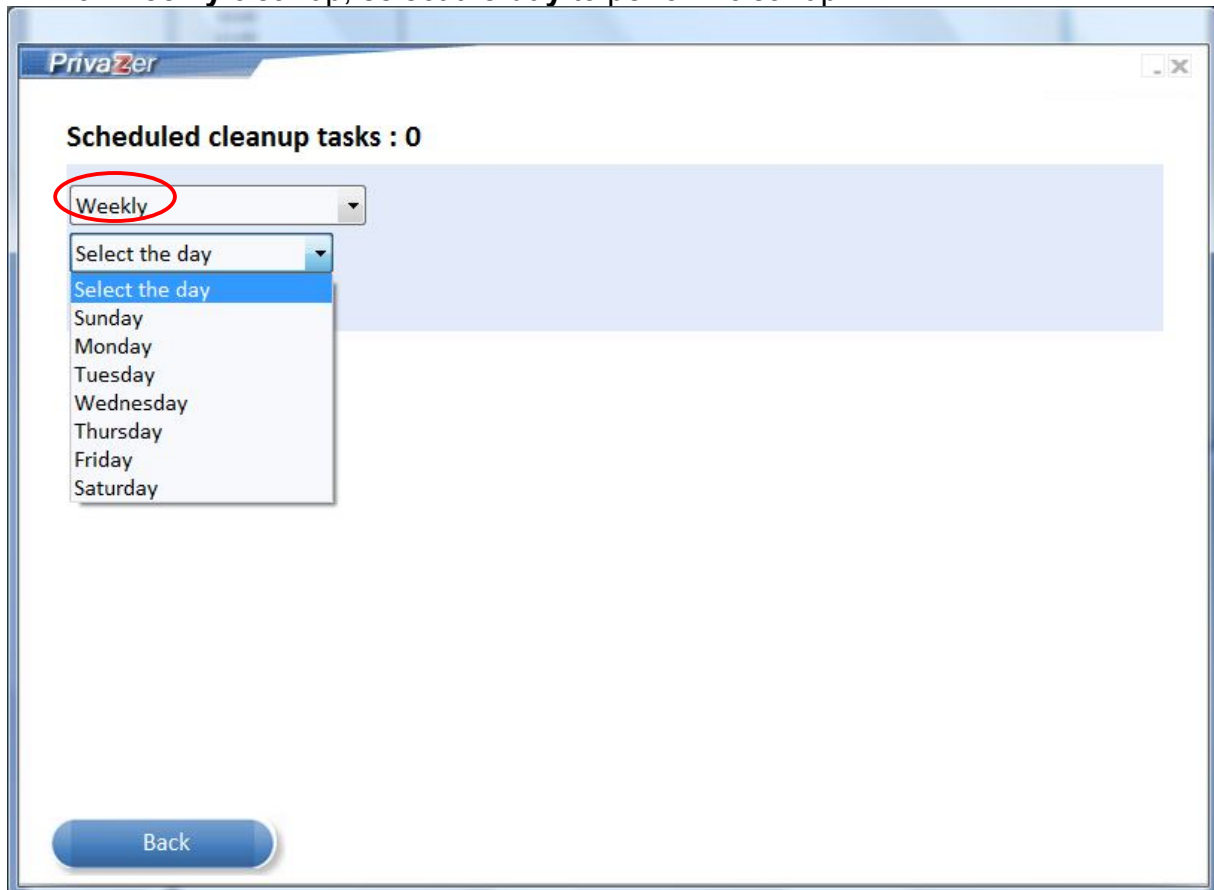 PrivaZer
Scheduled cleanup tasks : 0
Weekly
Select the day
Select the day
Sunday
Monday
Tuesday
Wednesday
Thursday
Friday
Saturday
Back